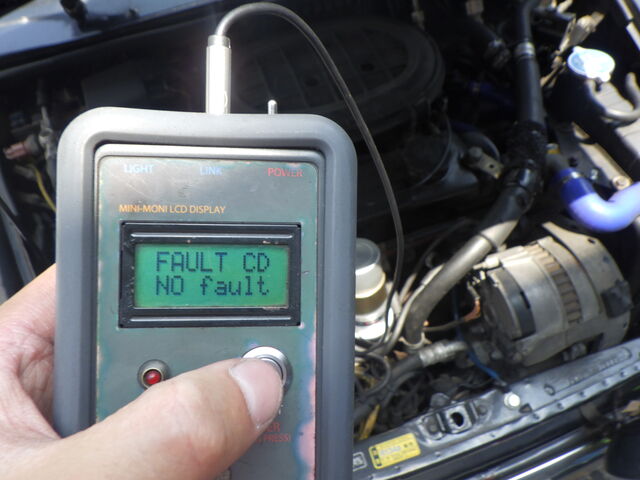 LIGHT LINK POWER
MINI-MONI LCD DISPLAY
FAULT CD
NO fault